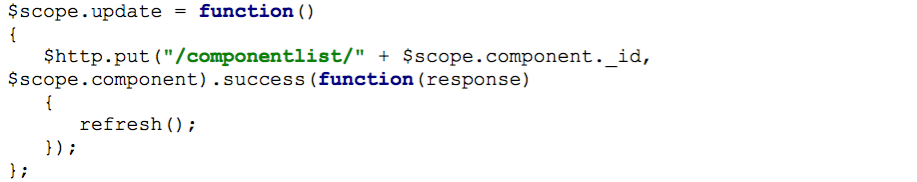 $scope.update = function()
{
   $http.put("/componentlist/" + $scope.component._id,
$scope.component).success(function(response)
   {
      refresh();
   });
};